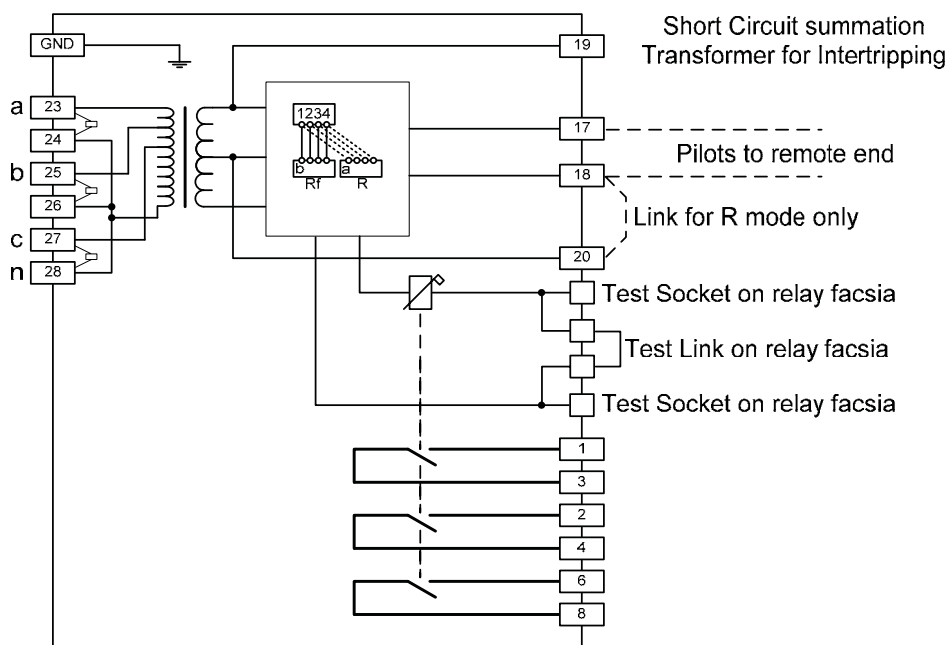 Short Circuit summation
Transformer for Intertripping
GND
19
a
23
24
b
25
26
c
27
n
28
1234
b
a
Rf
R
17
Pilots to remote end
18
Link for R mode only
20
Test Socket on relay facsia
Test Link on relay facsia
Test Socket on relay facsia
1
3
2
4
6
8